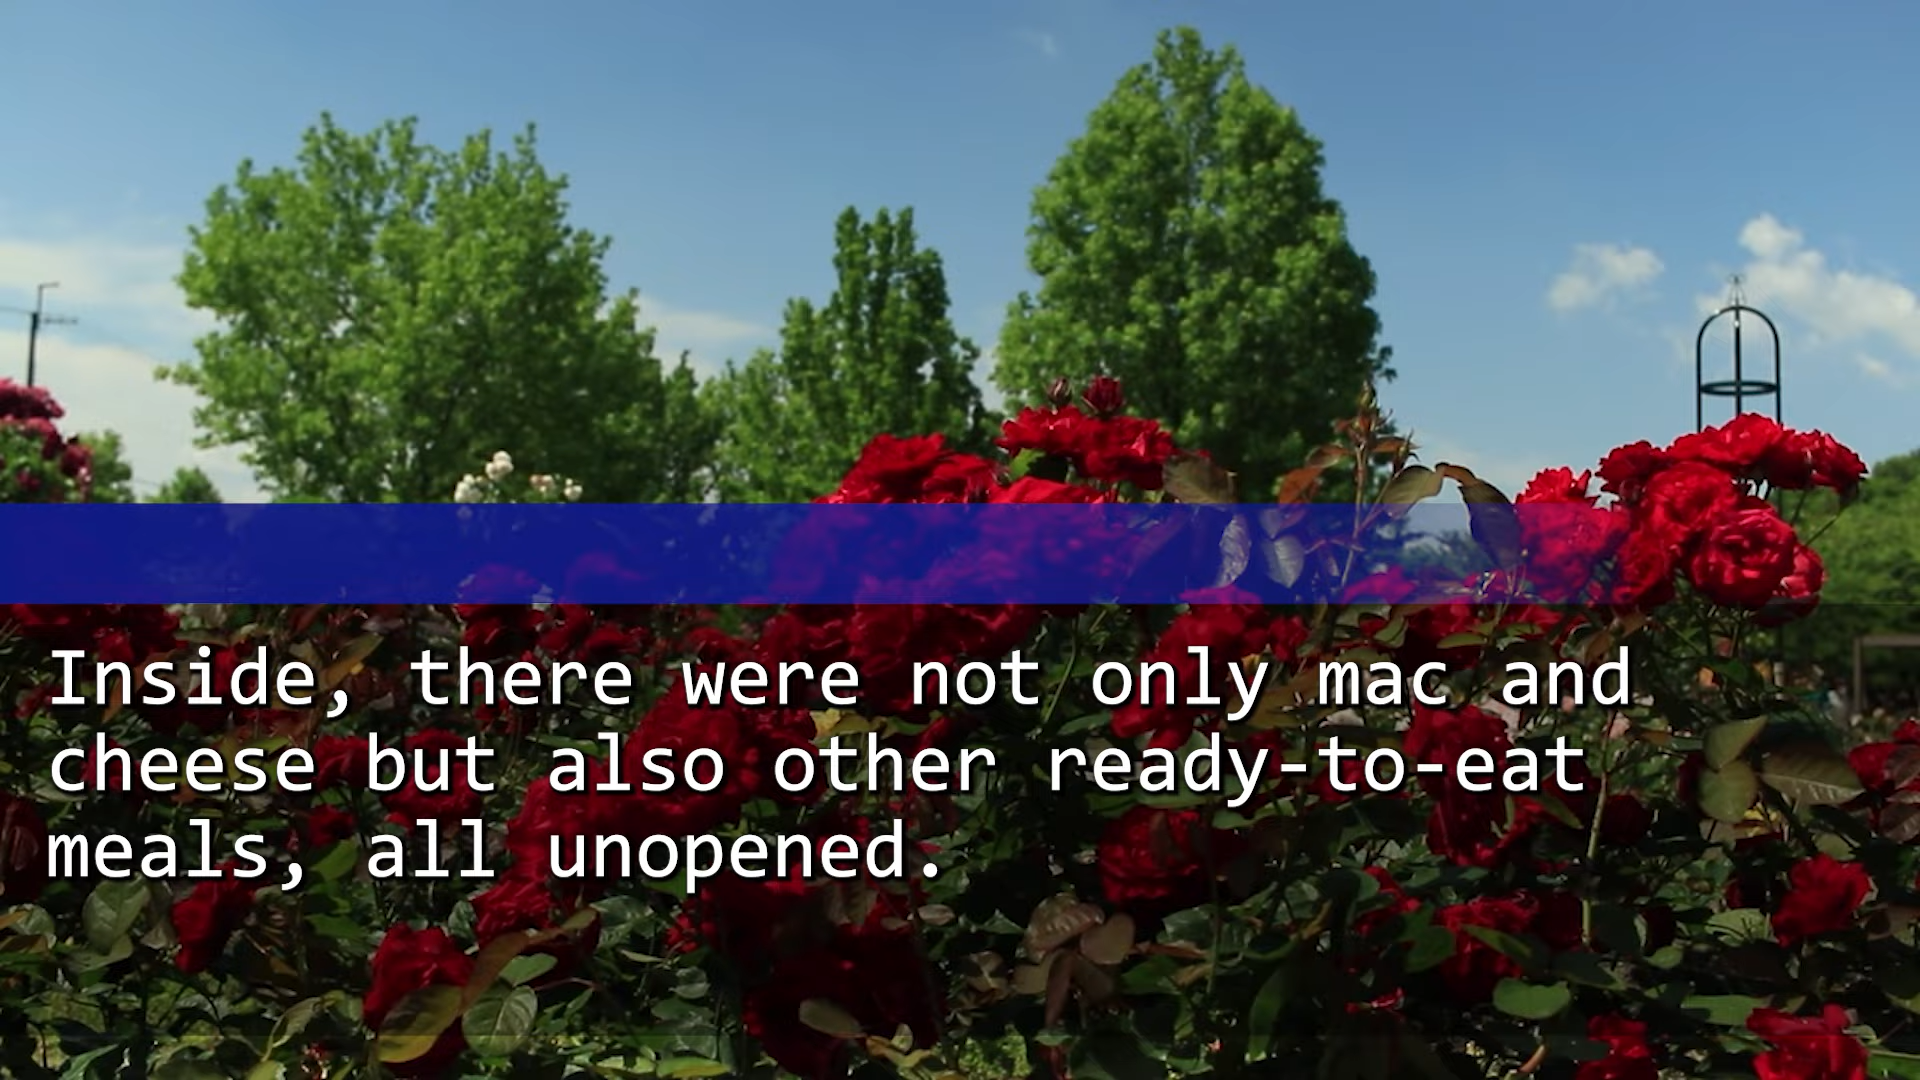 Inside, there were not only mac and
cheese but also other ready-to-eat
meals, all unopened.